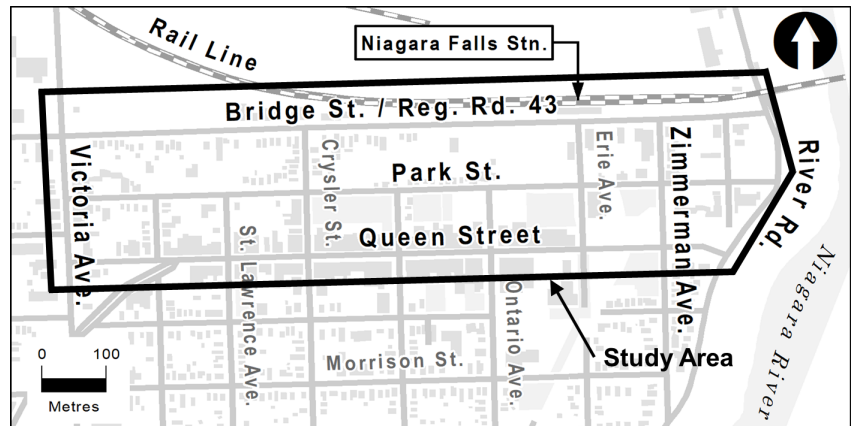 Rail Line
Niagara Falls Stn.
Bridge St. / Reg. Rd. 43
Victoria Ave.
Crysler St.
Park St.
Erie Ave.
Zimmerman Ave.
River Rd.
Queen Street
St. Lawrence Ave.
Ontario Ave.
Niagara River
Morrison St.
Study Area
0 100
Metres